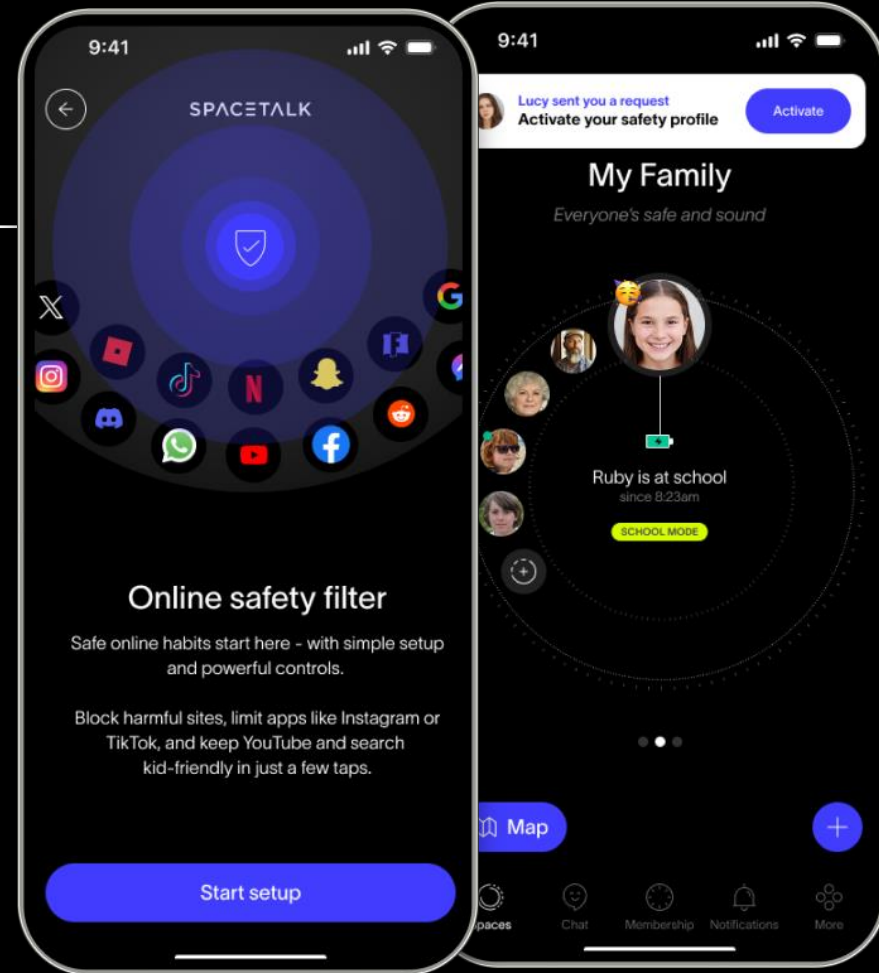 9:41
SPACETALK
Online safety filter
Safe online habits start here - with simple setup
and powerful controls.
Block harmful sites, limit apps like Instagram or
TikTok, and keep YouTube and search
kid-friendly in just a few taps.
Start setup
9:41
Lucy sent you a request
Activate your safety profile
Activate
My Family
Everyone's safe and sound
Ruby is at school
since 8:23am
SCHOOL MODE
Map
paces
Chat
Membership
Notifications
More